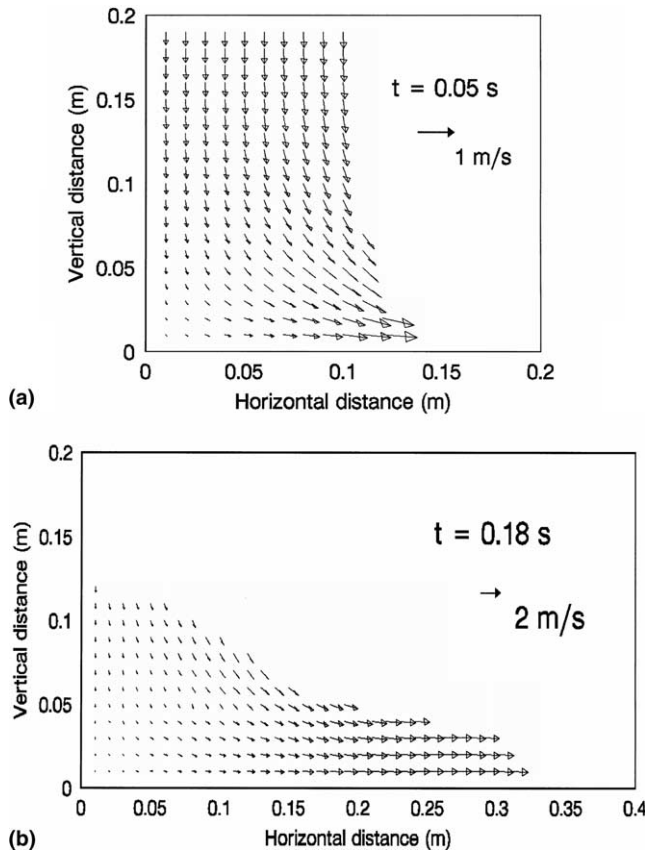 0.2
0.15
0.1
0.05
0
Vertical distance (m)
t = 0.05 s
1 m/s
0 0.05 0.1 0.15 0.2
Horizontal distance (m)
(a)
0.2
0.15
0.1
0.05
0
Vertical distance (m)
t = 0.18 s
2 m/s
0 0.05 0.1 0.15 0.2 0.25 0.3 0.35 0.4
Horizontal distance (m)
(b)